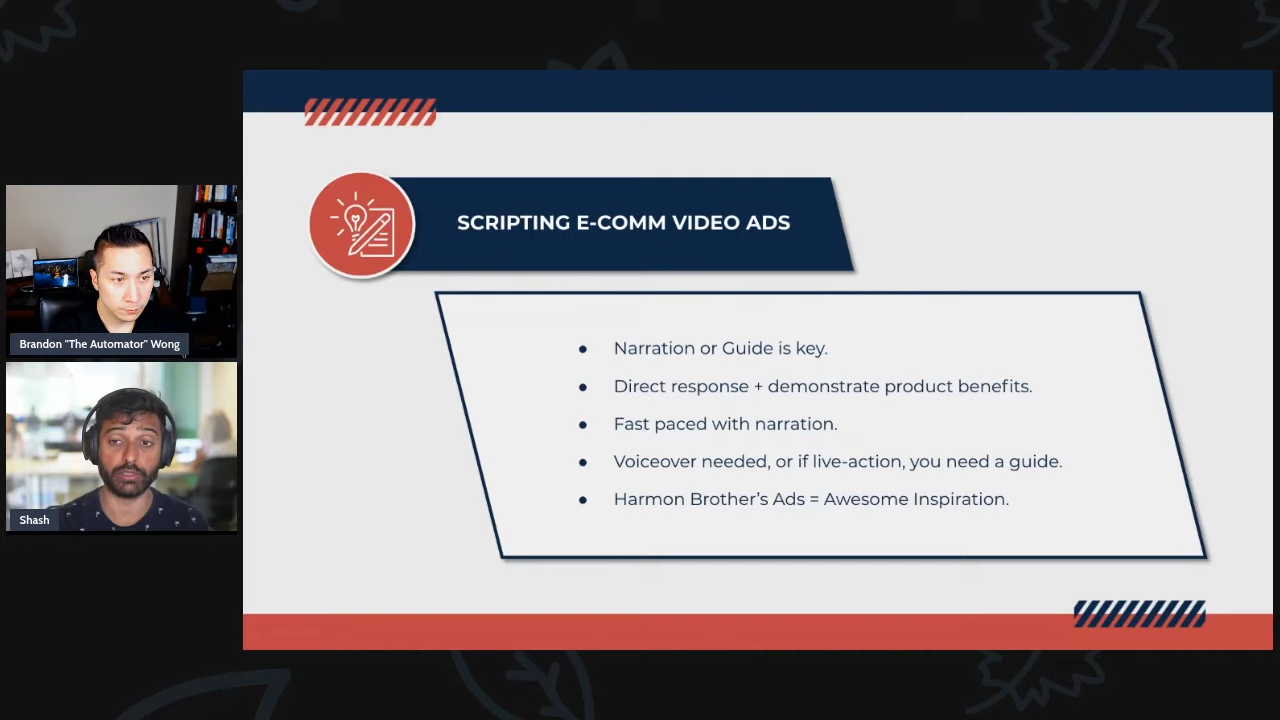 SCRIPTING E-COMM VIDEO ADS
Narration or Guide is key.
Direct response + demonstrate product benefits.
Fast paced with narration.
Voiceover needed, or if live-action, you need a guide.
Harmon Brother's Ads = Awesome Inspiration.
Brandon "The Automator" Wong
Shash